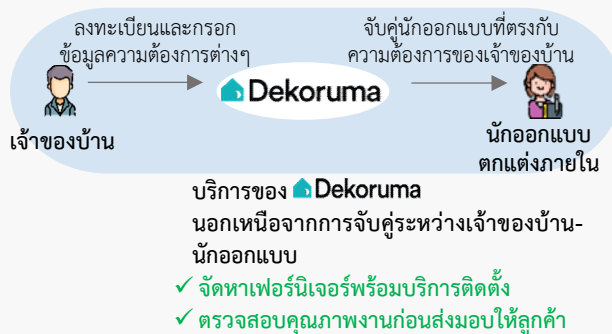 ลงทะเบียนและกรอก
ข้อมูลความต้องการต่างๆ
จับคู่นักออกแบบที่ตรงกับ
ความต้องการของเจ้าของบ้าน
Dekoruma
เจ้าของบ้าน
นักออกแบบ
ตกแต่งภายใน
บริการของ Dekoruma
นอกเหนือจากการจับคู่ระหว่างเจ้าของบ้าน-
นักออกแบบ
✓ จัดหาเฟอร์นิเจอร์พร้อมบริการติดตั้ง
✓ ตรวจสอบคุณภาพงานก่อนส่งมอบให้ลูกค้า